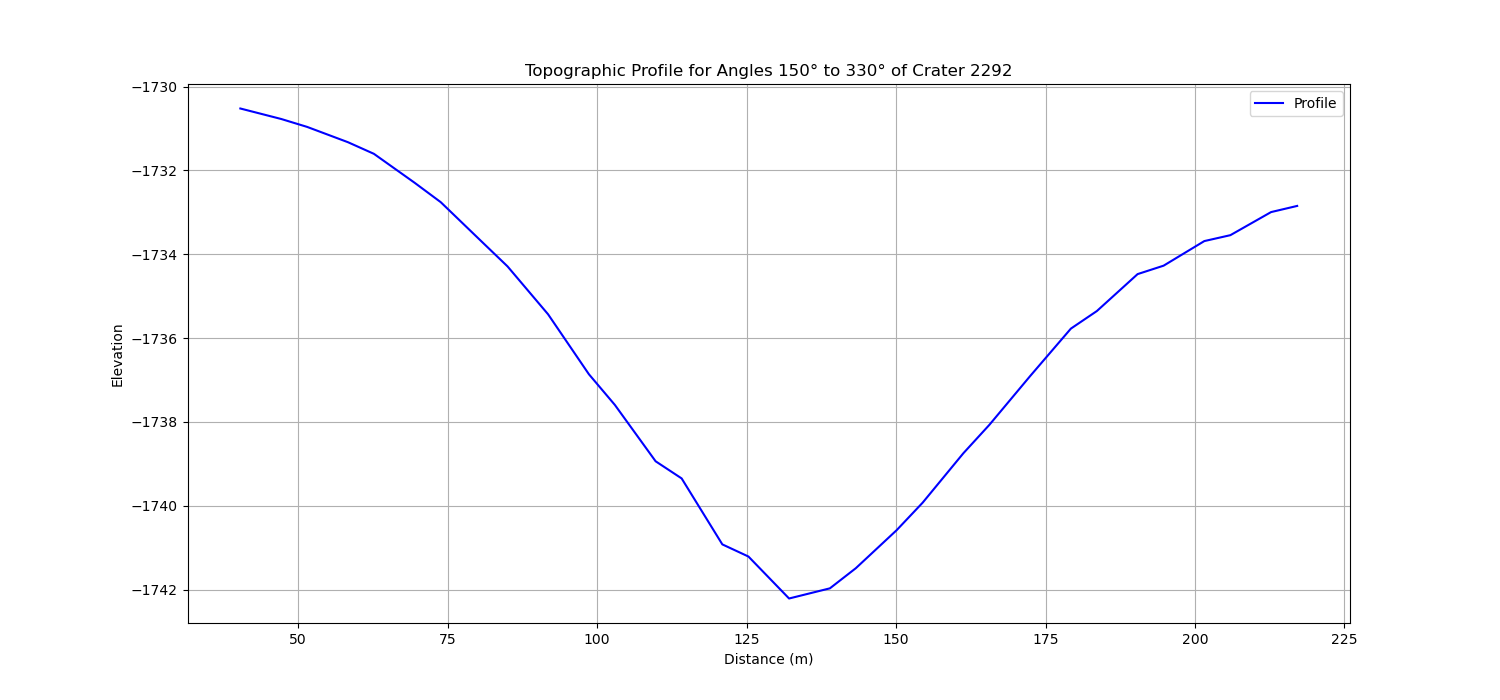 Topographic Profile for Angles 150° to 330° of Crater 2292
Profile
Elevation
−1730
−1732
−1734
−1736
−1738
−1740
−1742
50 75 100 125 150 175 200 225
Distance (m)